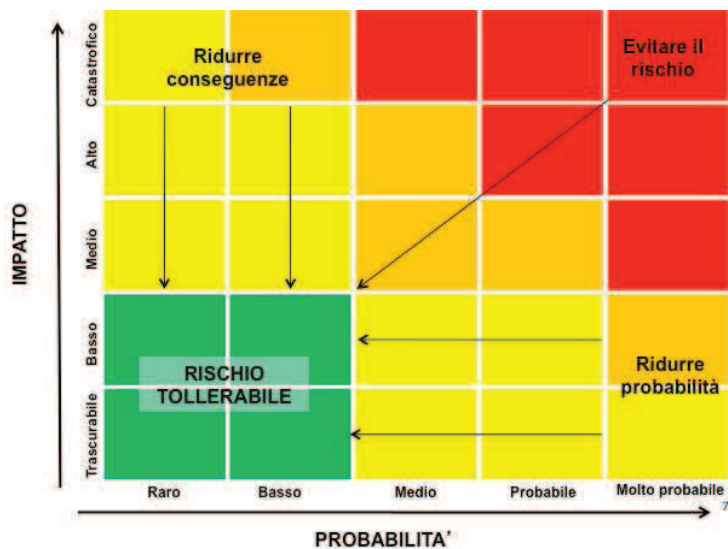 Catastrofico
Alto
Medio
Basso
Trascurabile
IMPATTO
Ridurre
conseguenze
Evitare il
rischio
RISCHIO
TOLLERABILE
Ridurre
probabilità
Raro
Basso
Medio
Probabile
Molto probabile
7
PROBABILITA'